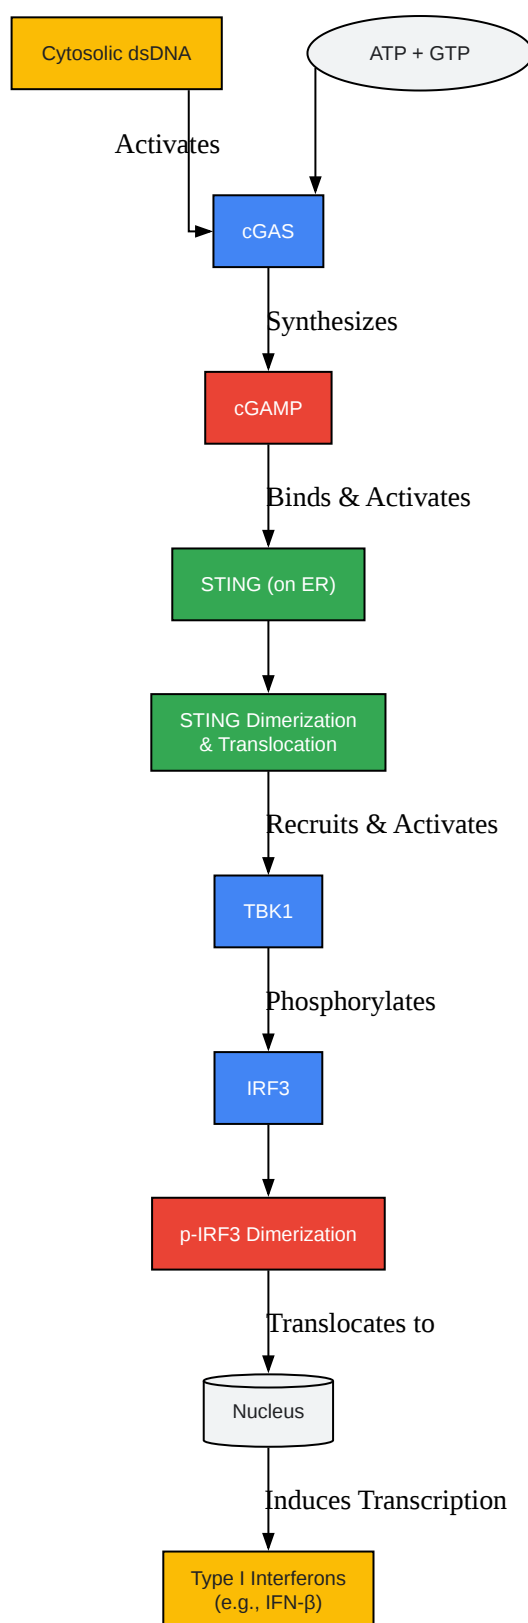 Cytosolic dsDNA
ATP + GTP
Activates
cGAS
Synthesizes
cGAMP
Binds & Activates
STING (on ER)
STING Dimerization
& Translocation
Recruits & Activates
TBK1
Phosphorylates
IRF3
p-IRF3 Dimerization
Translocates to
Nucleus
Induces Transcription
Type I Interferons
(e.g., IFN-β)